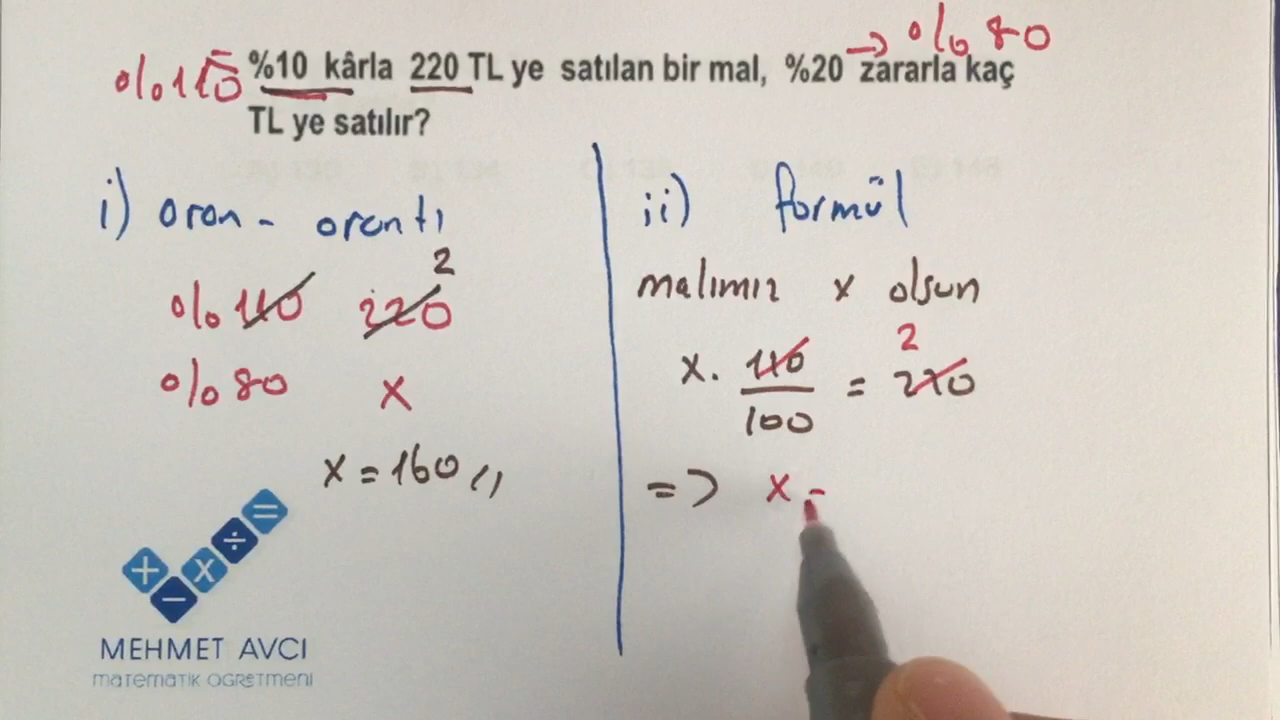 %110 %10 kârla 220 TL ye satılan bir mal, %20 zararla kaç → %80
TL ye satılır?
i) oran - orantı
%110 220 2
%80 x
x = 160 //
ii) formül
malımız x olsun
x . 110/100 = 220 2
=> x =
+ - x ÷ =
MEHMET AVCI
matematik öğretmeni